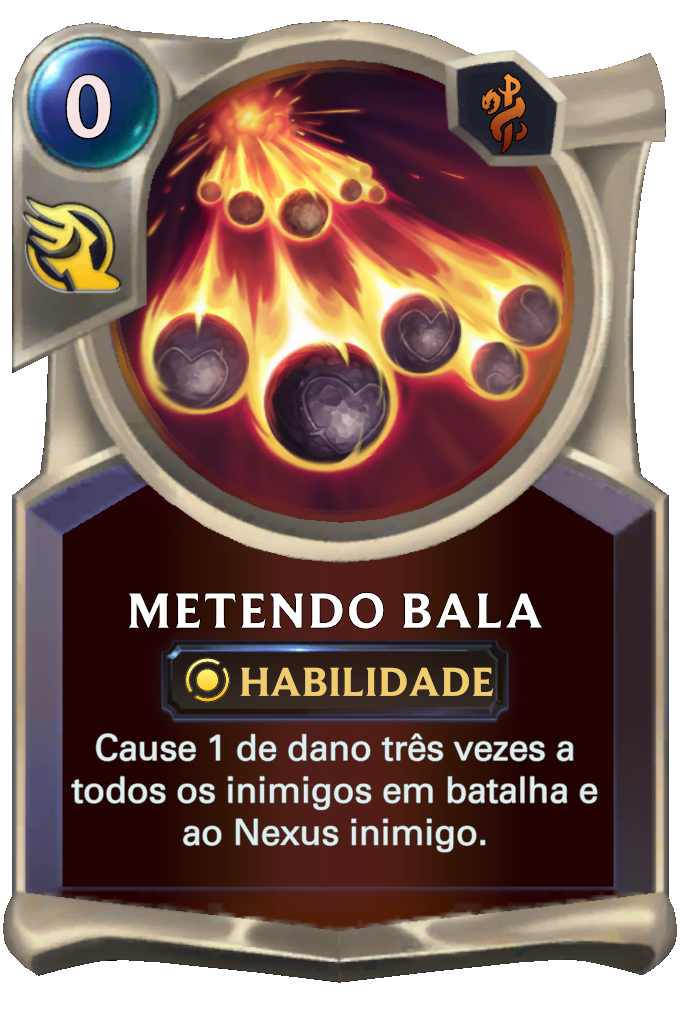 0
METENDO BALA
HABILIDADE
Cause 1 de dano três vezes a
todos os inimigos em batalha e
ao Nexus inimigo.